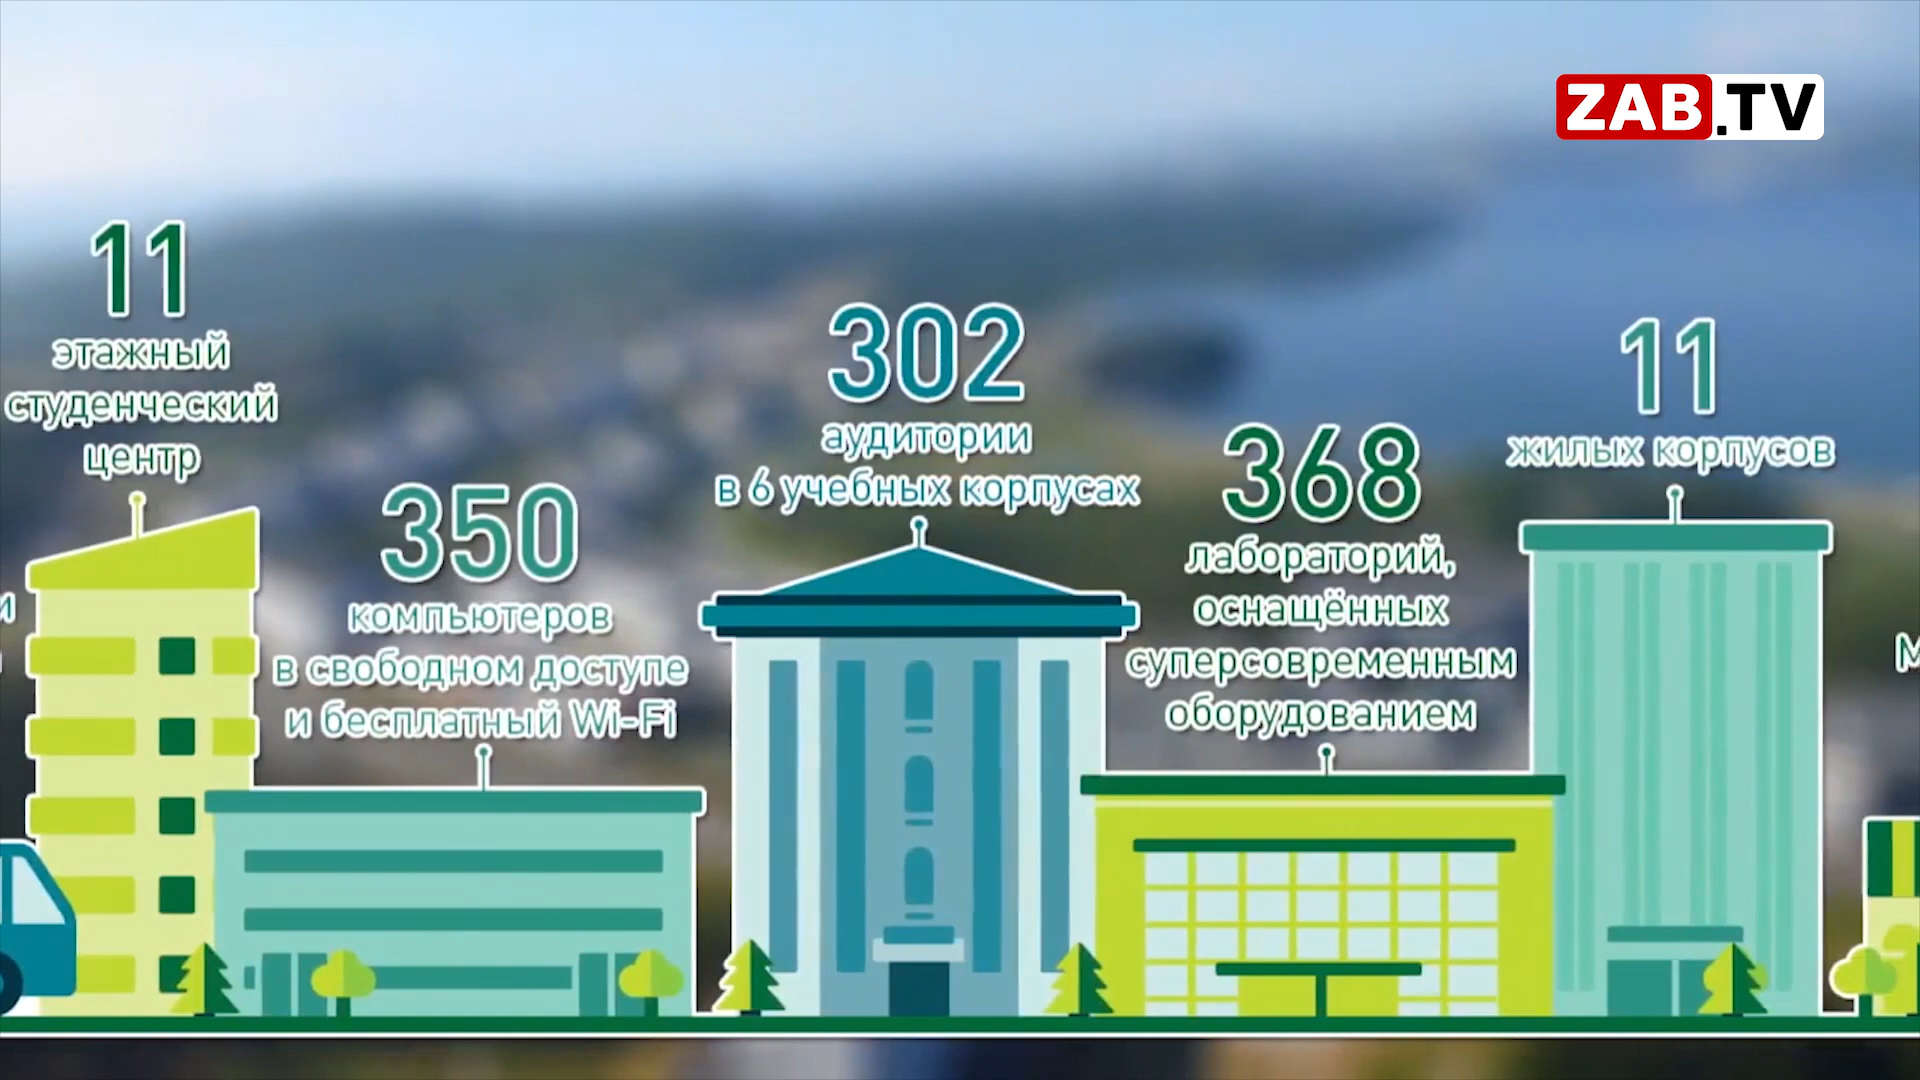 ZAB.TV
11
этажный
студенческий
центр
350
компьютеров
в свободном доступе
и бесплатный Wi-Fi
302
аудитории
в 6 учебных корпусах
368
лабораторий,
оснащённых
суперсовременным
оборудованием
11
жилых корпусов